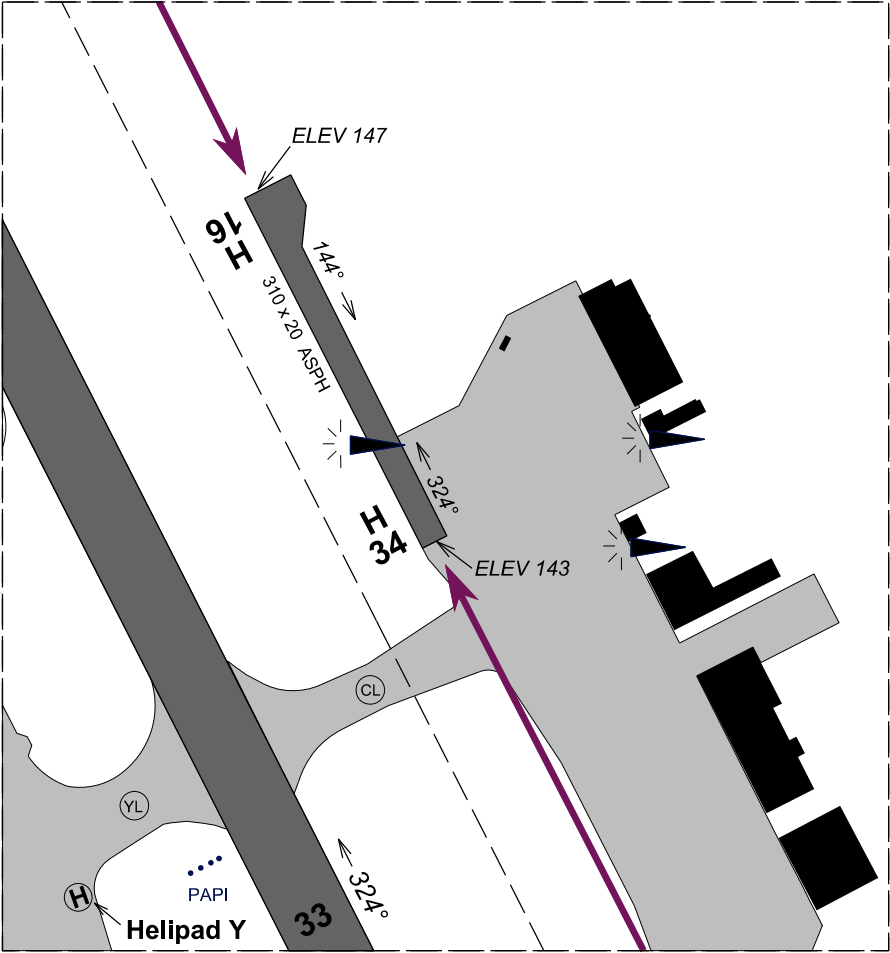 ELEV 147
16
H
144°
310 x 20 ASPH
324°
H
34
ELEV 143
CL
YL
PAPI
324°
H
33
Helipad Y